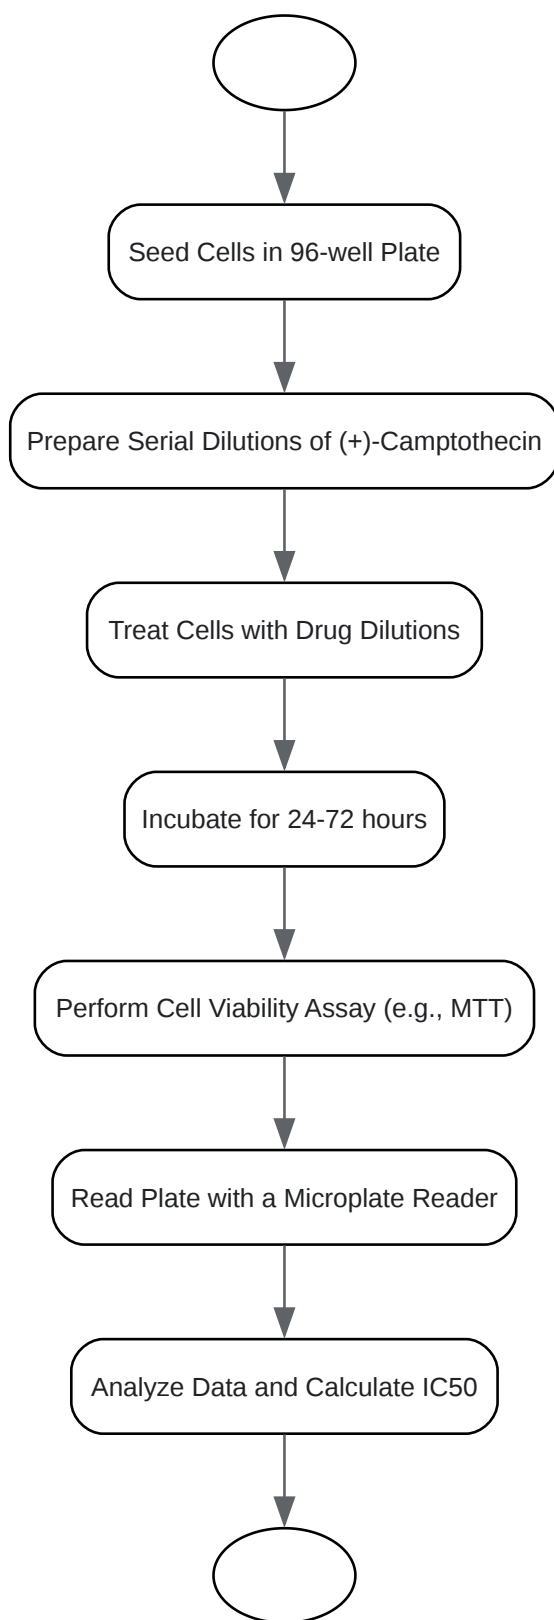 Seed Cells in 96-well Plate
Prepare Serial Dilutions of (+)-Camptothecin
Treat Cells with Drug Dilutions
Incubate for 24-72 hours
Perform Cell Viability Assay (e.g., MTT)
Read Plate with a Microplate Reader
Analyze Data and Calculate IC50